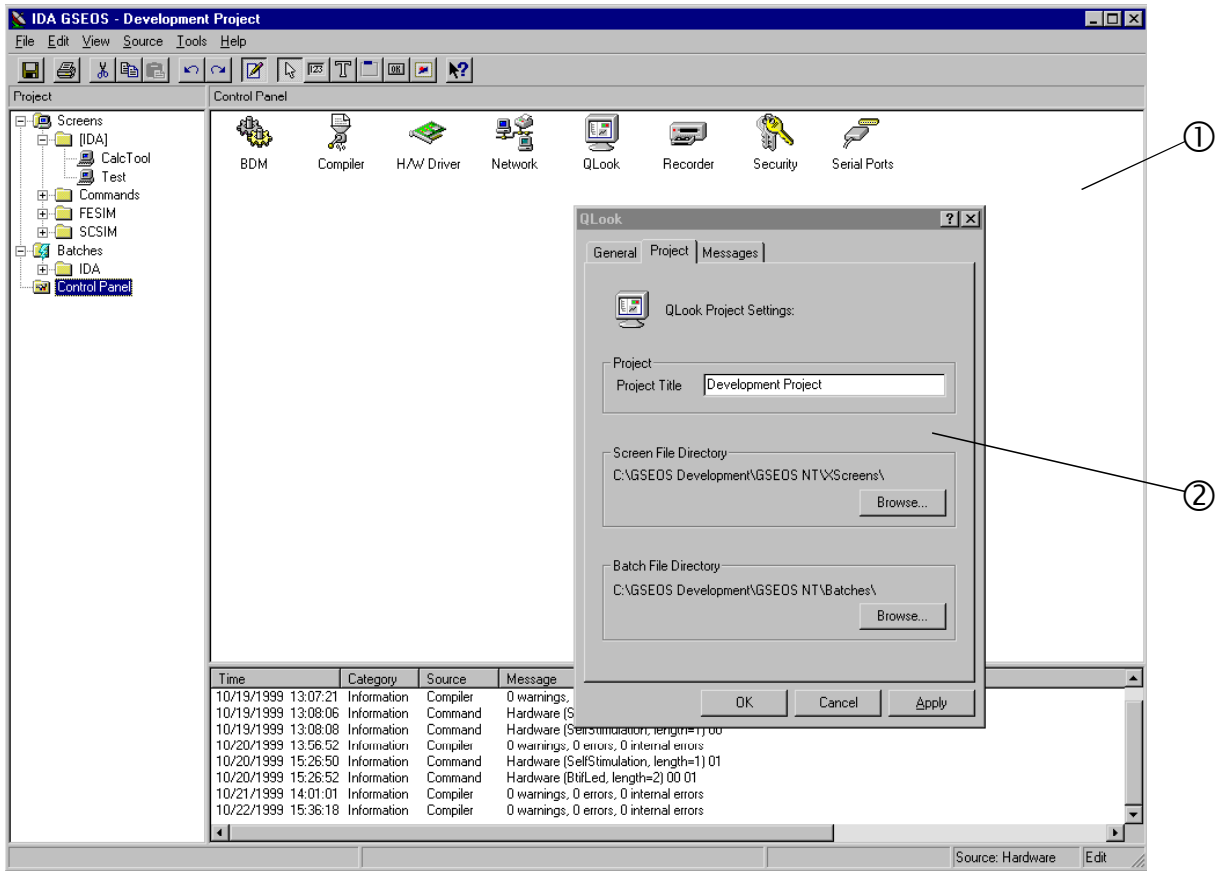 IDA GSEOS - Development Project
File Edit View Source Tools Help
123 T OK ?
Project
Control Panel
Screens
[IDA]
CalcTool
Test
Commands
FESIM
SCSIM
Batches
IDA
Control Panel
BDM Compiler H/W Driver Network QLook Recorder Security Serial Ports
①
QLook
General Project Messages
QLook Project Settings:
Project
Project Title Development Project
Screen File Directory
C:\GSEOS Development\GSEOS NT\XScreens\
Browse...
②
Batch File Directory
C:\GSEOS Development\GSEOS NT\Batches\
Browse...
OK Cancel Apply
Time Category Source Message
10/19/1999 13:07:21 Information Compiler 0 warnings,
10/19/1999 13:08:06 Information Command Hardware (S
10/19/1999 13:08:08 Information Command Hardware (SelfStimulation, length=1) 00
10/20/1999 13:56:52 Information Compiler 0 warnings, 0 errors, 0 internal errors
10/20/1999 15:26:50 Information Command Hardware (SelfStimulation, length=1) 01
10/20/1999 15:26:52 Information Command Hardware (BtifLed, length=2) 00 01
10/21/1999 14:01:01 Information Compiler 0 warnings, 0 errors, 0 internal errors
10/22/1999 15:36:18 Information Compiler 0 warnings, 0 errors, 0 internal errors
Source: Hardware Edit